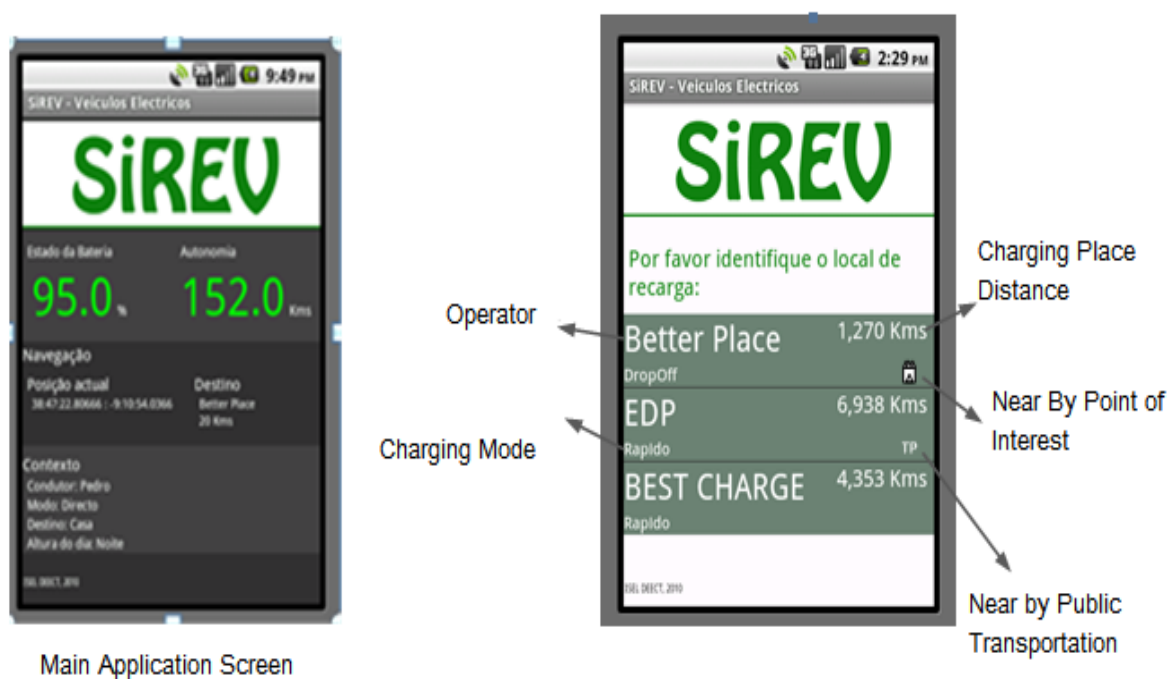 9:49 PM
SiREV - Veiculos Electricos
SiREV
Estado da Bateria Autonomia
95.0 % 152.0 Kms
Navegação
Posição actual Destino
38:47:22.80666 : -9:10:54.0366 Better Place
20 Kms
Contexto
Condutor: Pedro
Modo: Directo
Destino: Casa
Altura do dia: Noite
ISEL DEECT, 2010
Main Application Screen
3G 2:29 PM
SiREV - Veiculos Electricos
SiREV
Por favor identifique o local de
recarga:
Better Place 1,270 Kms
DropOff
EDP 6,938 Kms
Rapido TP
BEST CHARGE 4,353 Kms
Rapido
ISEL DEECT, 2010
Operator
Charging Mode
Charging Place
Distance
Near By Point of
Interest
Near by Public
Transportation